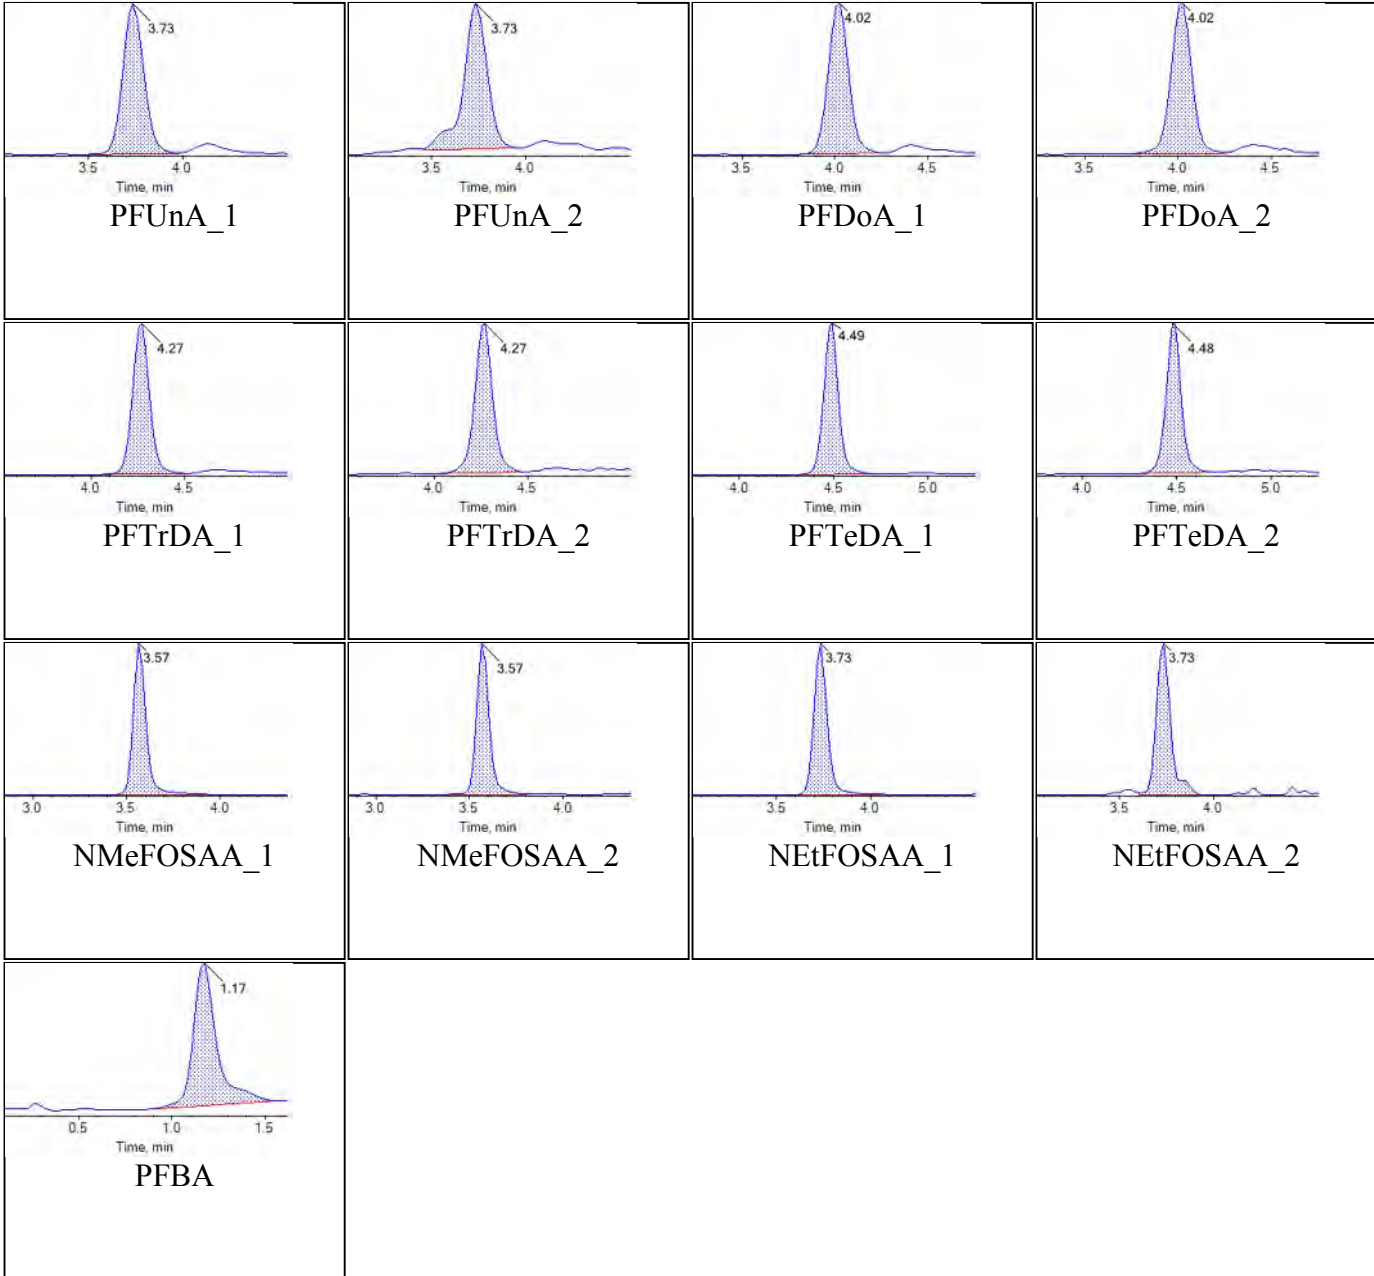 3.73
3.5 4.0
Time, min
PFUnA_1
3.73
3.5 4.0
Time, min
PFUnA_2
4.02
3.5 4.0 4.5
Time, min
PFDoA_1
4.02
3.5 4.0 4.5
Time, min
PFDoA_2
4.27
4.0 4.5
Time, min
PFTrDA_1
4.27
4.0 4.5
Time, min
PFTrDA_2
4.49
4.0 4.5 5.0
Time, min
PFTeDA_1
4.48
4.0 4.5 5.0
Time, min
PFTeDA_2
3.57
3.0 3.5 4.0
Time, min
NMeFOSAA_1
3.57
3.0 3.5 4.0
Time, min
NMeFOSAA_2
3.73
3.5 4.0
Time, min
NEtFOSAA_1
3.73
3.5 4.0
Time, min
NEtFOSAA_2
1.17
0.5 1.0 1.5
Time, min
PFBA